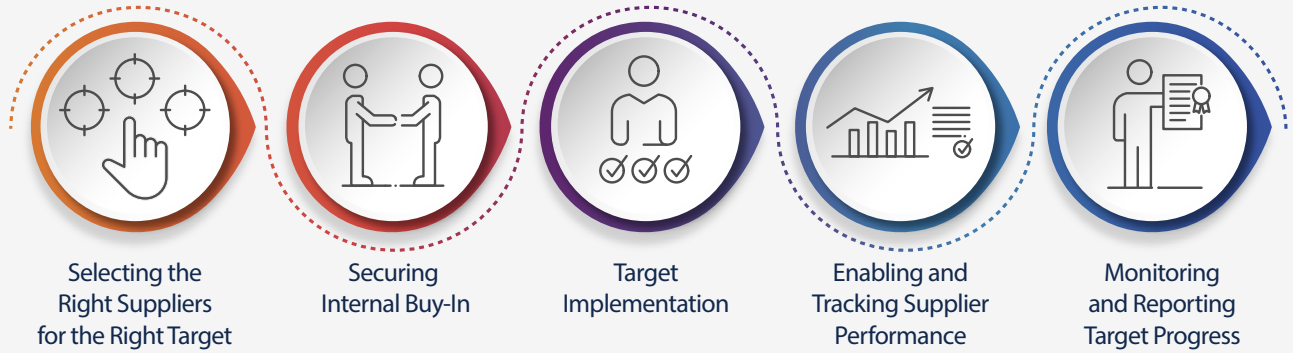 Selecting the
Right Suppliers
for the Right Target
Securing
Internal Buy-In
Target
Implementation
Enabling and
Tracking Supplier
Performance
Monitoring
and Reporting
Target Progress